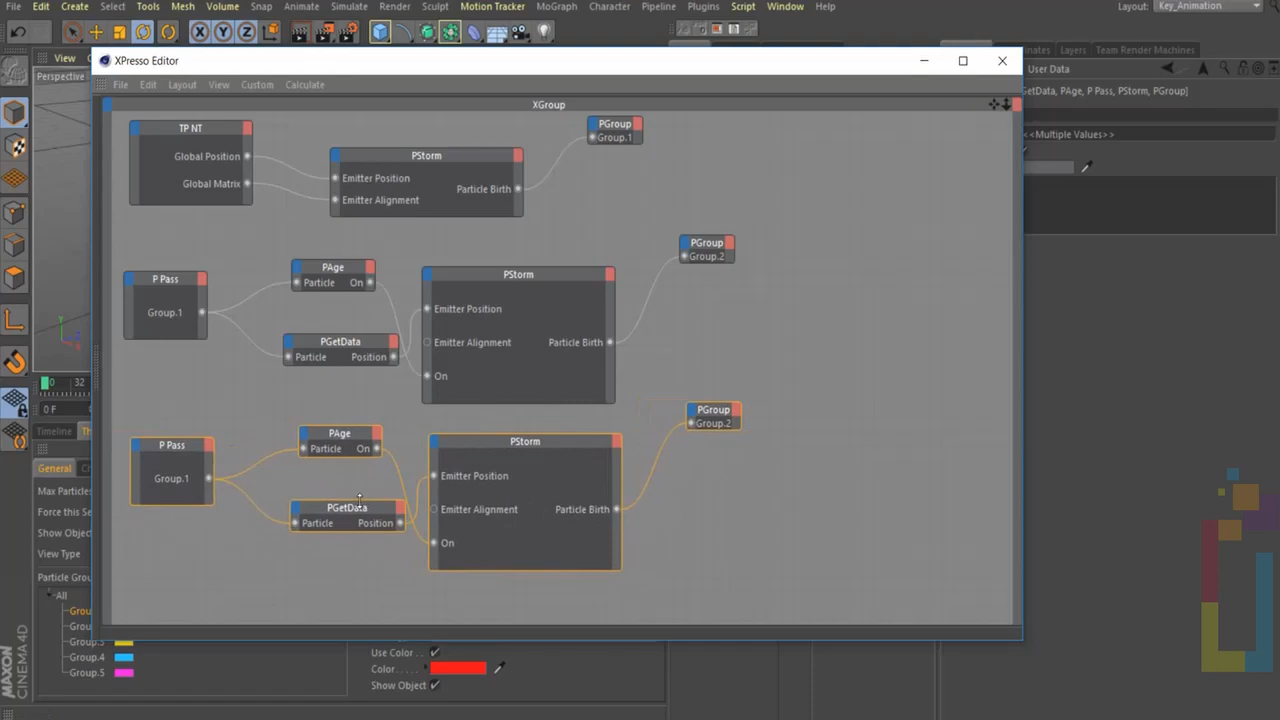 File Edit Create Select Tools Mesh Volume Snap Animate Simulate Render Sculpt Motion Tracker MoGraph Character Pipeline Plugins Script Window Help Layout: Key_Animation
X Y Z
View
XPresso Editor
Layers Team Render Machines
User Data
Perspective
File Edit Layout View Custom Calculate
GetData, PAge, P Pass, PStorm, PGroup]
XGroup
<<Multiple Values>>
TP NT
Global Position
Global Matrix
PStorm
Emitter Position
Emitter Alignment
Particle Birth
PGroup
Group.1
P Pass
Group.1
PAge
Particle On
PGetData
Particle Position
PStorm
Emitter Position
Emitter Alignment
Particle Birth
On
PGroup
Group.2
P Pass
Group.1
PAge
Particle On
PGetData
Particle Position
PStorm
Emitter Position
Emitter Alignment
Particle Birth
On
PGroup
Group.2
0 32
0 F
Timeline
General
Max Particles
Force this Se
Show Objec
View Type
Particle Grou
All
Group.3
Group.4
Group.5
Use Color
Color
Show Object
MAXON
CINEMA 4D